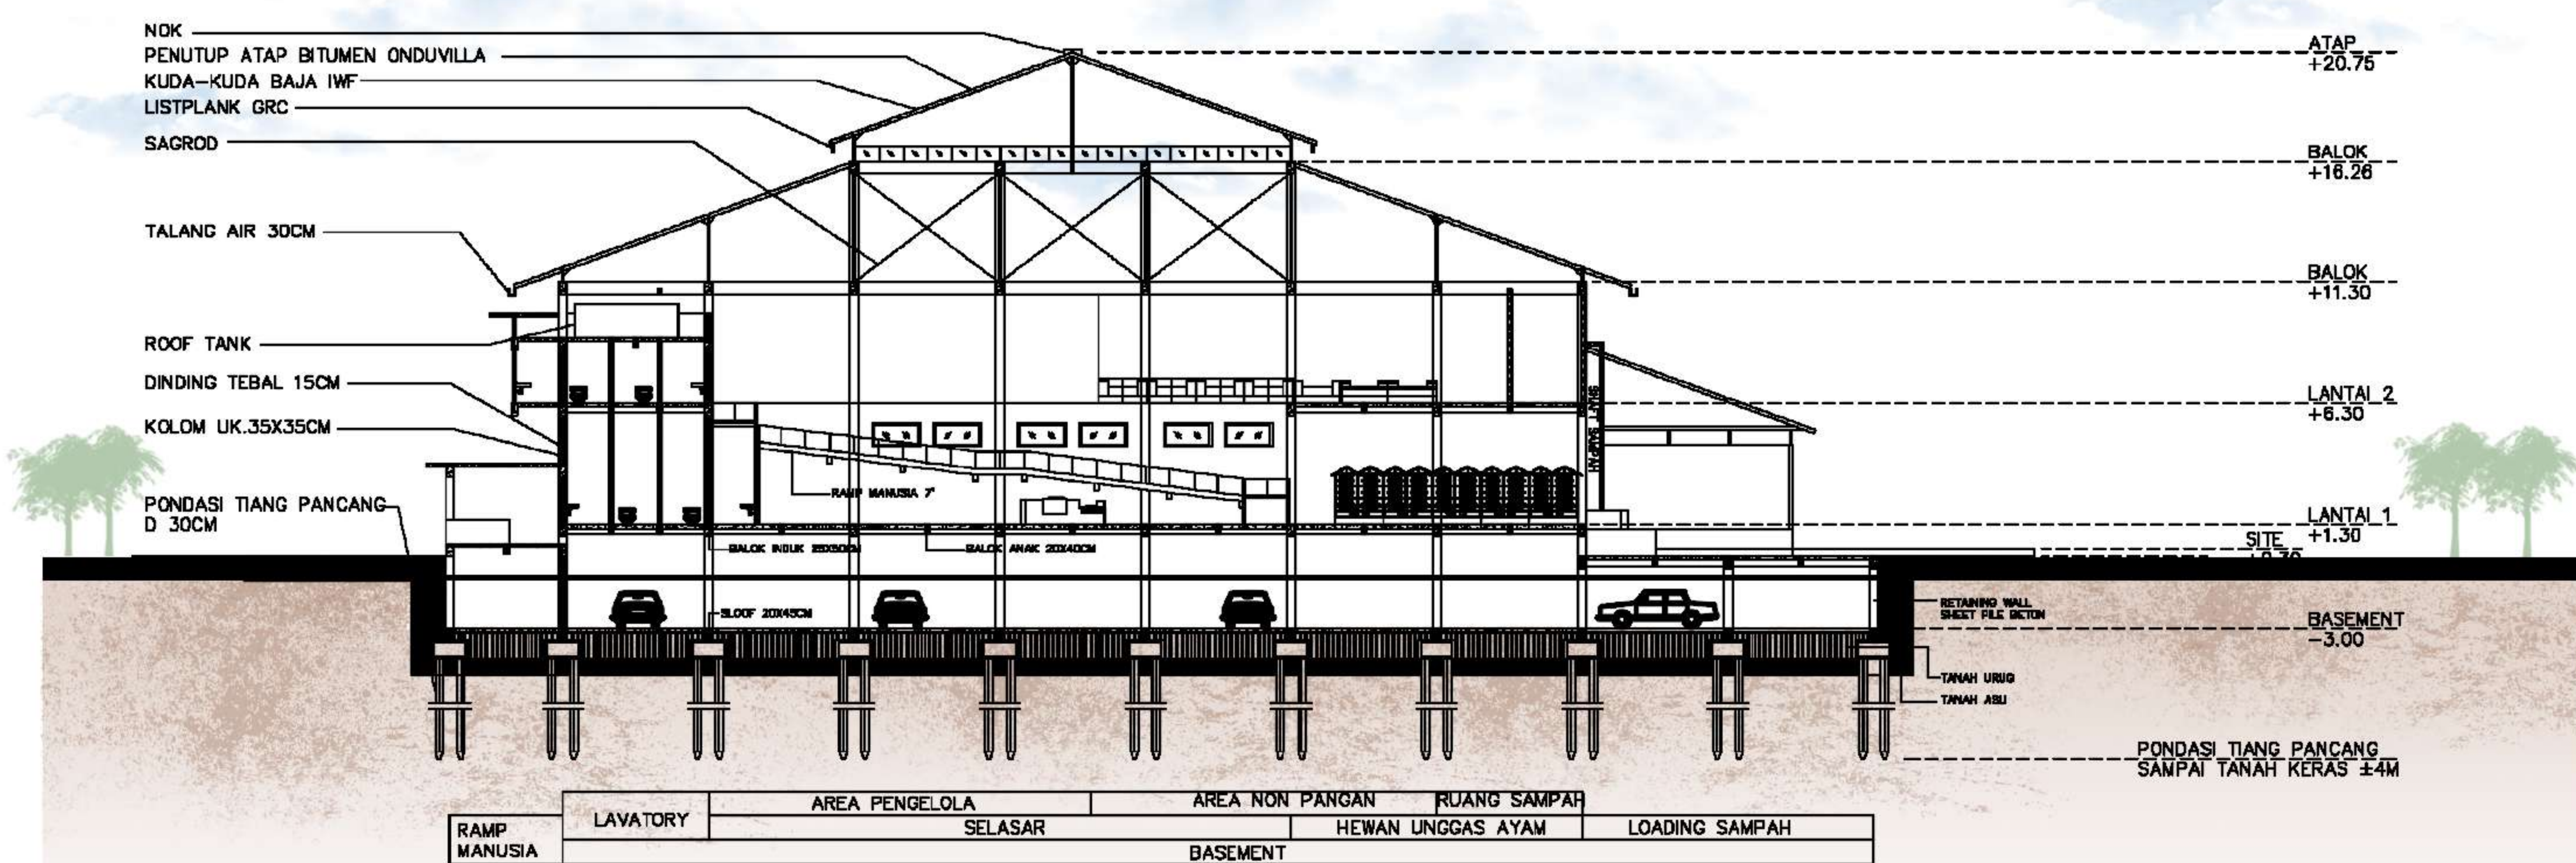 NOK
PENUTUP ATAP BITUMEN ONDUVILLA
KUDA-KUDA BAJA IWF
LISTPLANK GRC
SAGROD
TALANG AIR 30CM
ROOF TANK
DINDING TEBAL 15CM
KOLOM UK.35X35CM
PONDASI TIANG PANCANG
D 30CM
ATAP
+20.75
BALOK
+16.26
BALOK
+11.30
LANTAI 2
+6.30
LANTAI 1
+1.30
SITE
BASEMENT
-3.00
PONDASI TIANG PANCANG
SAMPAI TANAH KERAS ±4M
SHAFT SAMPAH
RAMP MANUSIA 7°
BALOK INDUK
BALOK ANAK 20X40CM
SLOOF 20X45CM
RETAINING WALL
SHEET PILE BETON
TANAH URUG
TANAH ASLI
AREA PENGELOLA
AREA NON PANGAN
RUANG SAMPAH
LAVATORY
SELASAR
HEWAN UNGGAS AYAM
LOADING SAMPAH
RAMP
MANUSIA
BASEMENT